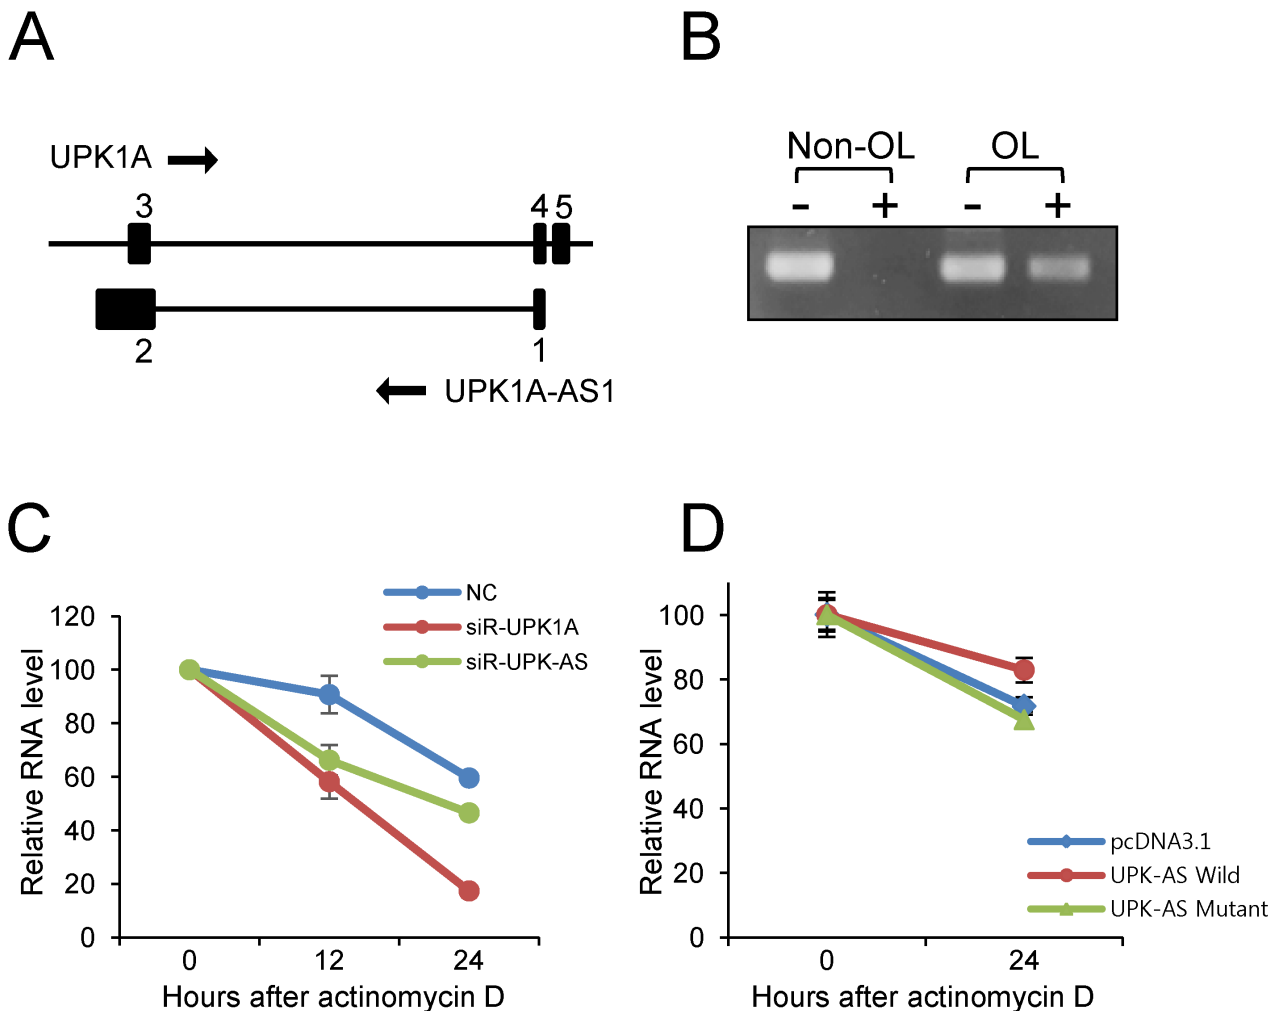 A
UPK1A
3
4 5
2
1
UPK1A-AS1
B
Non-OL OL
- + - +
C
NC
siR-UPK1A
siR-UPK-AS
120
100
80
60
40
20
0
Relative RNA level
0 12 24
Hours after actinomycin D
D
100
80
60
40
20
0
Relative RNA level
pcDNA3.1
UPK-AS Wild
UPK-AS Mutant
0 24
Hours after actinomycin D